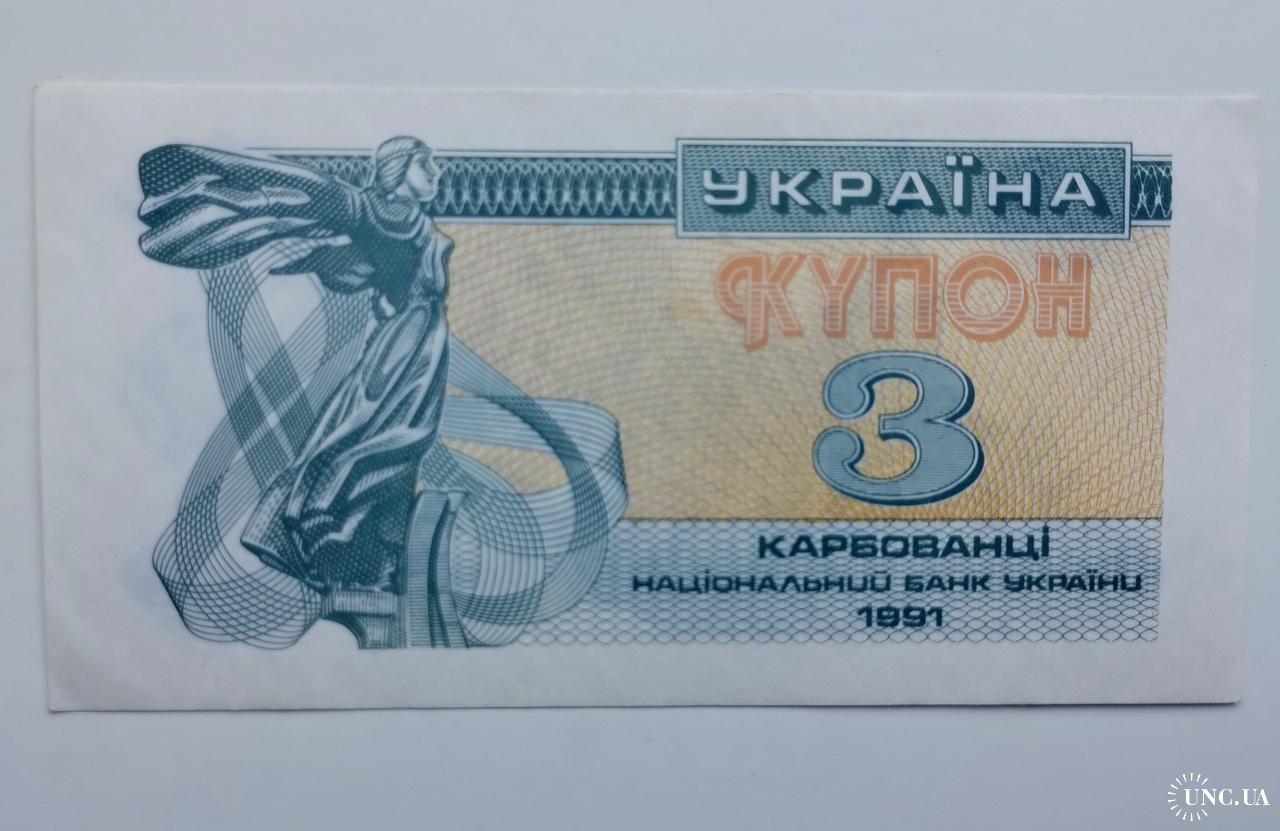 УКРАЇНА
КУПОН
3
КАРБОВАНЦІ
НАЦІОНАЛЬНИЙ БАНК УКРАЇНИ
1991
UNC.UA